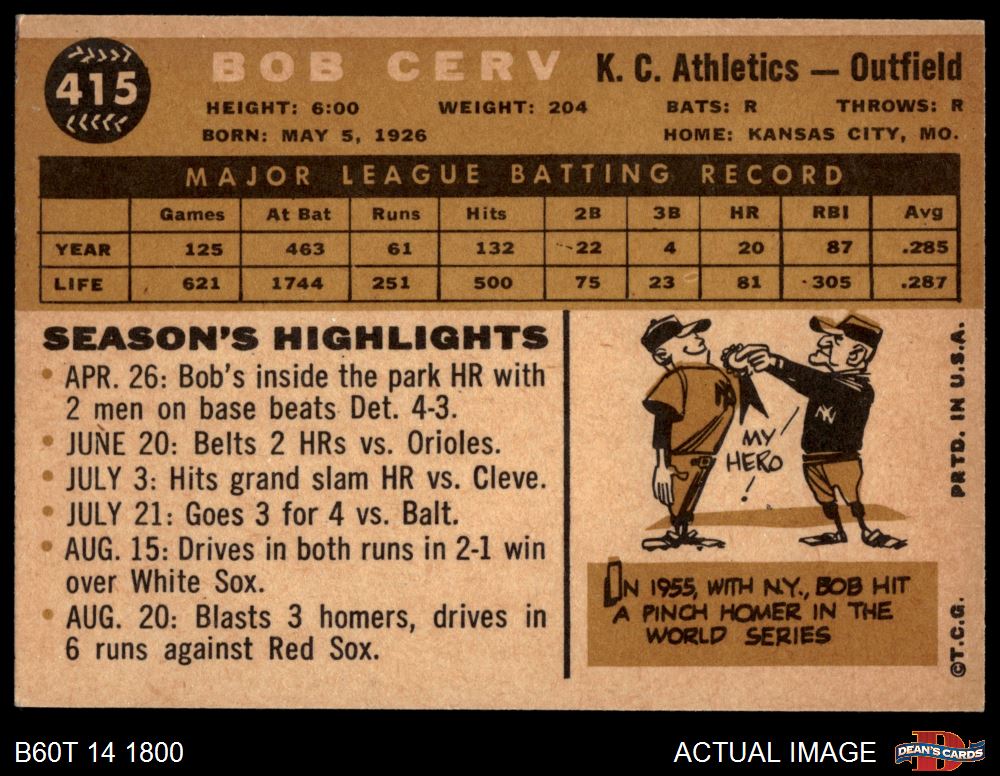 415
BOB CERV
K. C. Athletics — Outfield
HEIGHT: 6:00 WEIGHT: 204 BATS: R THROWS: R
BORN: MAY 5, 1926 HOME: KANSAS CITY, MO.
MAJOR LEAGUE BATTING RECORD
Games At Bat Runs Hits 2B 3B HR RBI Avg
YEAR 125 463 61 132 22 4 20 87 .285
LIFE 621 1744 251 500 75 23 81 305 .287
SEASON'S HIGHLIGHTS
• APR. 26: Bob's inside the park HR with
2 men on base beats Det. 4-3.
• JUNE 20: Belts 2 HRs vs. Orioles.
• JULY 3: Hits grand slam HR vs. Cleve.
• JULY 21: Goes 3 for 4 vs. Balt.
• AUG. 15: Drives in both runs in 2-1 win
over White Sox.
• AUG. 20: Blasts 3 homers, drives in
6 runs against Red Sox.
NY
NY
MY
HERO
!
ON 1955, WITH N.Y., BOB HIT
A PINCH HOMER IN THE
WORLD SERIES
©T.C.G. PRTD. IN U.S.A.
B60T 14 1800
ACTUAL IMAGE
DEAN'S CARDS